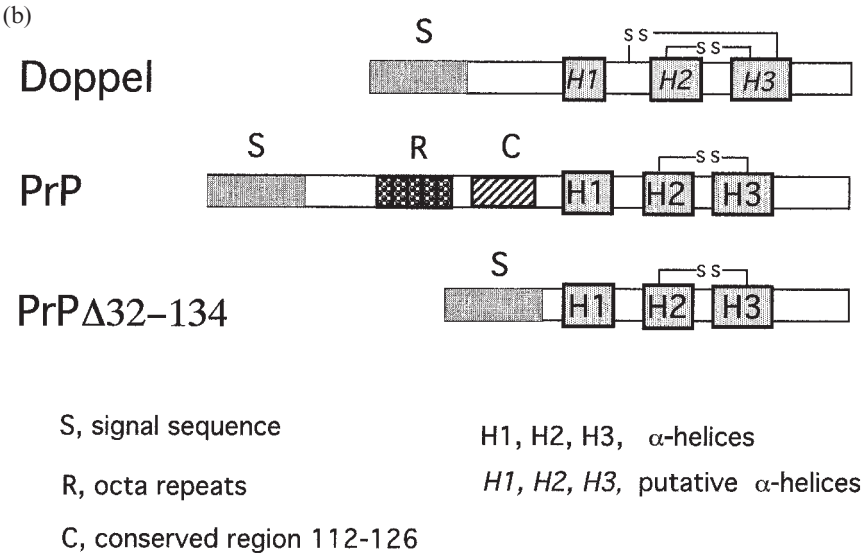 (b)
S
S S
Doppel
H1
H2
S S
H3
S
R
C
PrP
H1
H2
S S
H3
S
PrPΔ32–134
H1
H2
S S
H3
S, signal sequence
R, octa repeats
C, conserved region 112-126
H1, H2, H3, α-helices
H1, H2, H3, putative α-helices